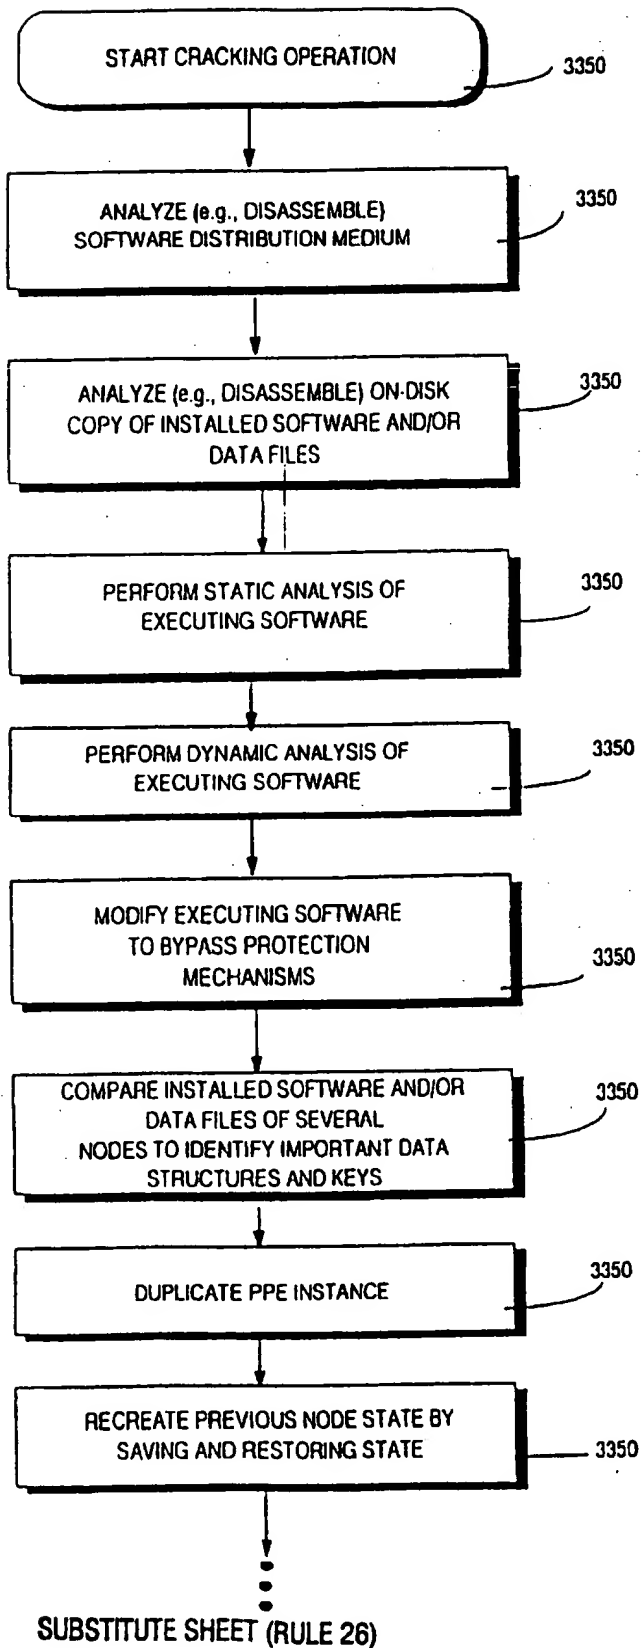 START CRACKING OPERATION
3350
ANALYZE (e.g., DISASSEMBLE)
SOFTWARE DISTRIBUTION MEDIUM
3350
ANALYZE (e.g., DISASSEMBLE) ON-DISK
COPY OF INSTALLED SOFTWARE AND/OR
DATA FILES
3350
PERFORM STATIC ANALYSIS OF
EXECUTING SOFTWARE
3350
PERFORM DYNAMIC ANALYSIS OF
EXECUTING SOFTWARE
3350
MODIFY EXECUTING SOFTWARE
TO BYPASS PROTECTION
MECHANISMS
3350
COMPARE INSTALLED SOFTWARE AND/OR
DATA FILES OF SEVERAL
NODES TO IDENTIFY IMPORTANT DATA
STRUCTURES AND KEYS
3350
DUPLICATE PPE INSTANCE
3350
RECREATE PREVIOUS NODE STATE BY
SAVING AND RESTORING STATE
3350
SUBSTITUTE SHEET (RULE 26)